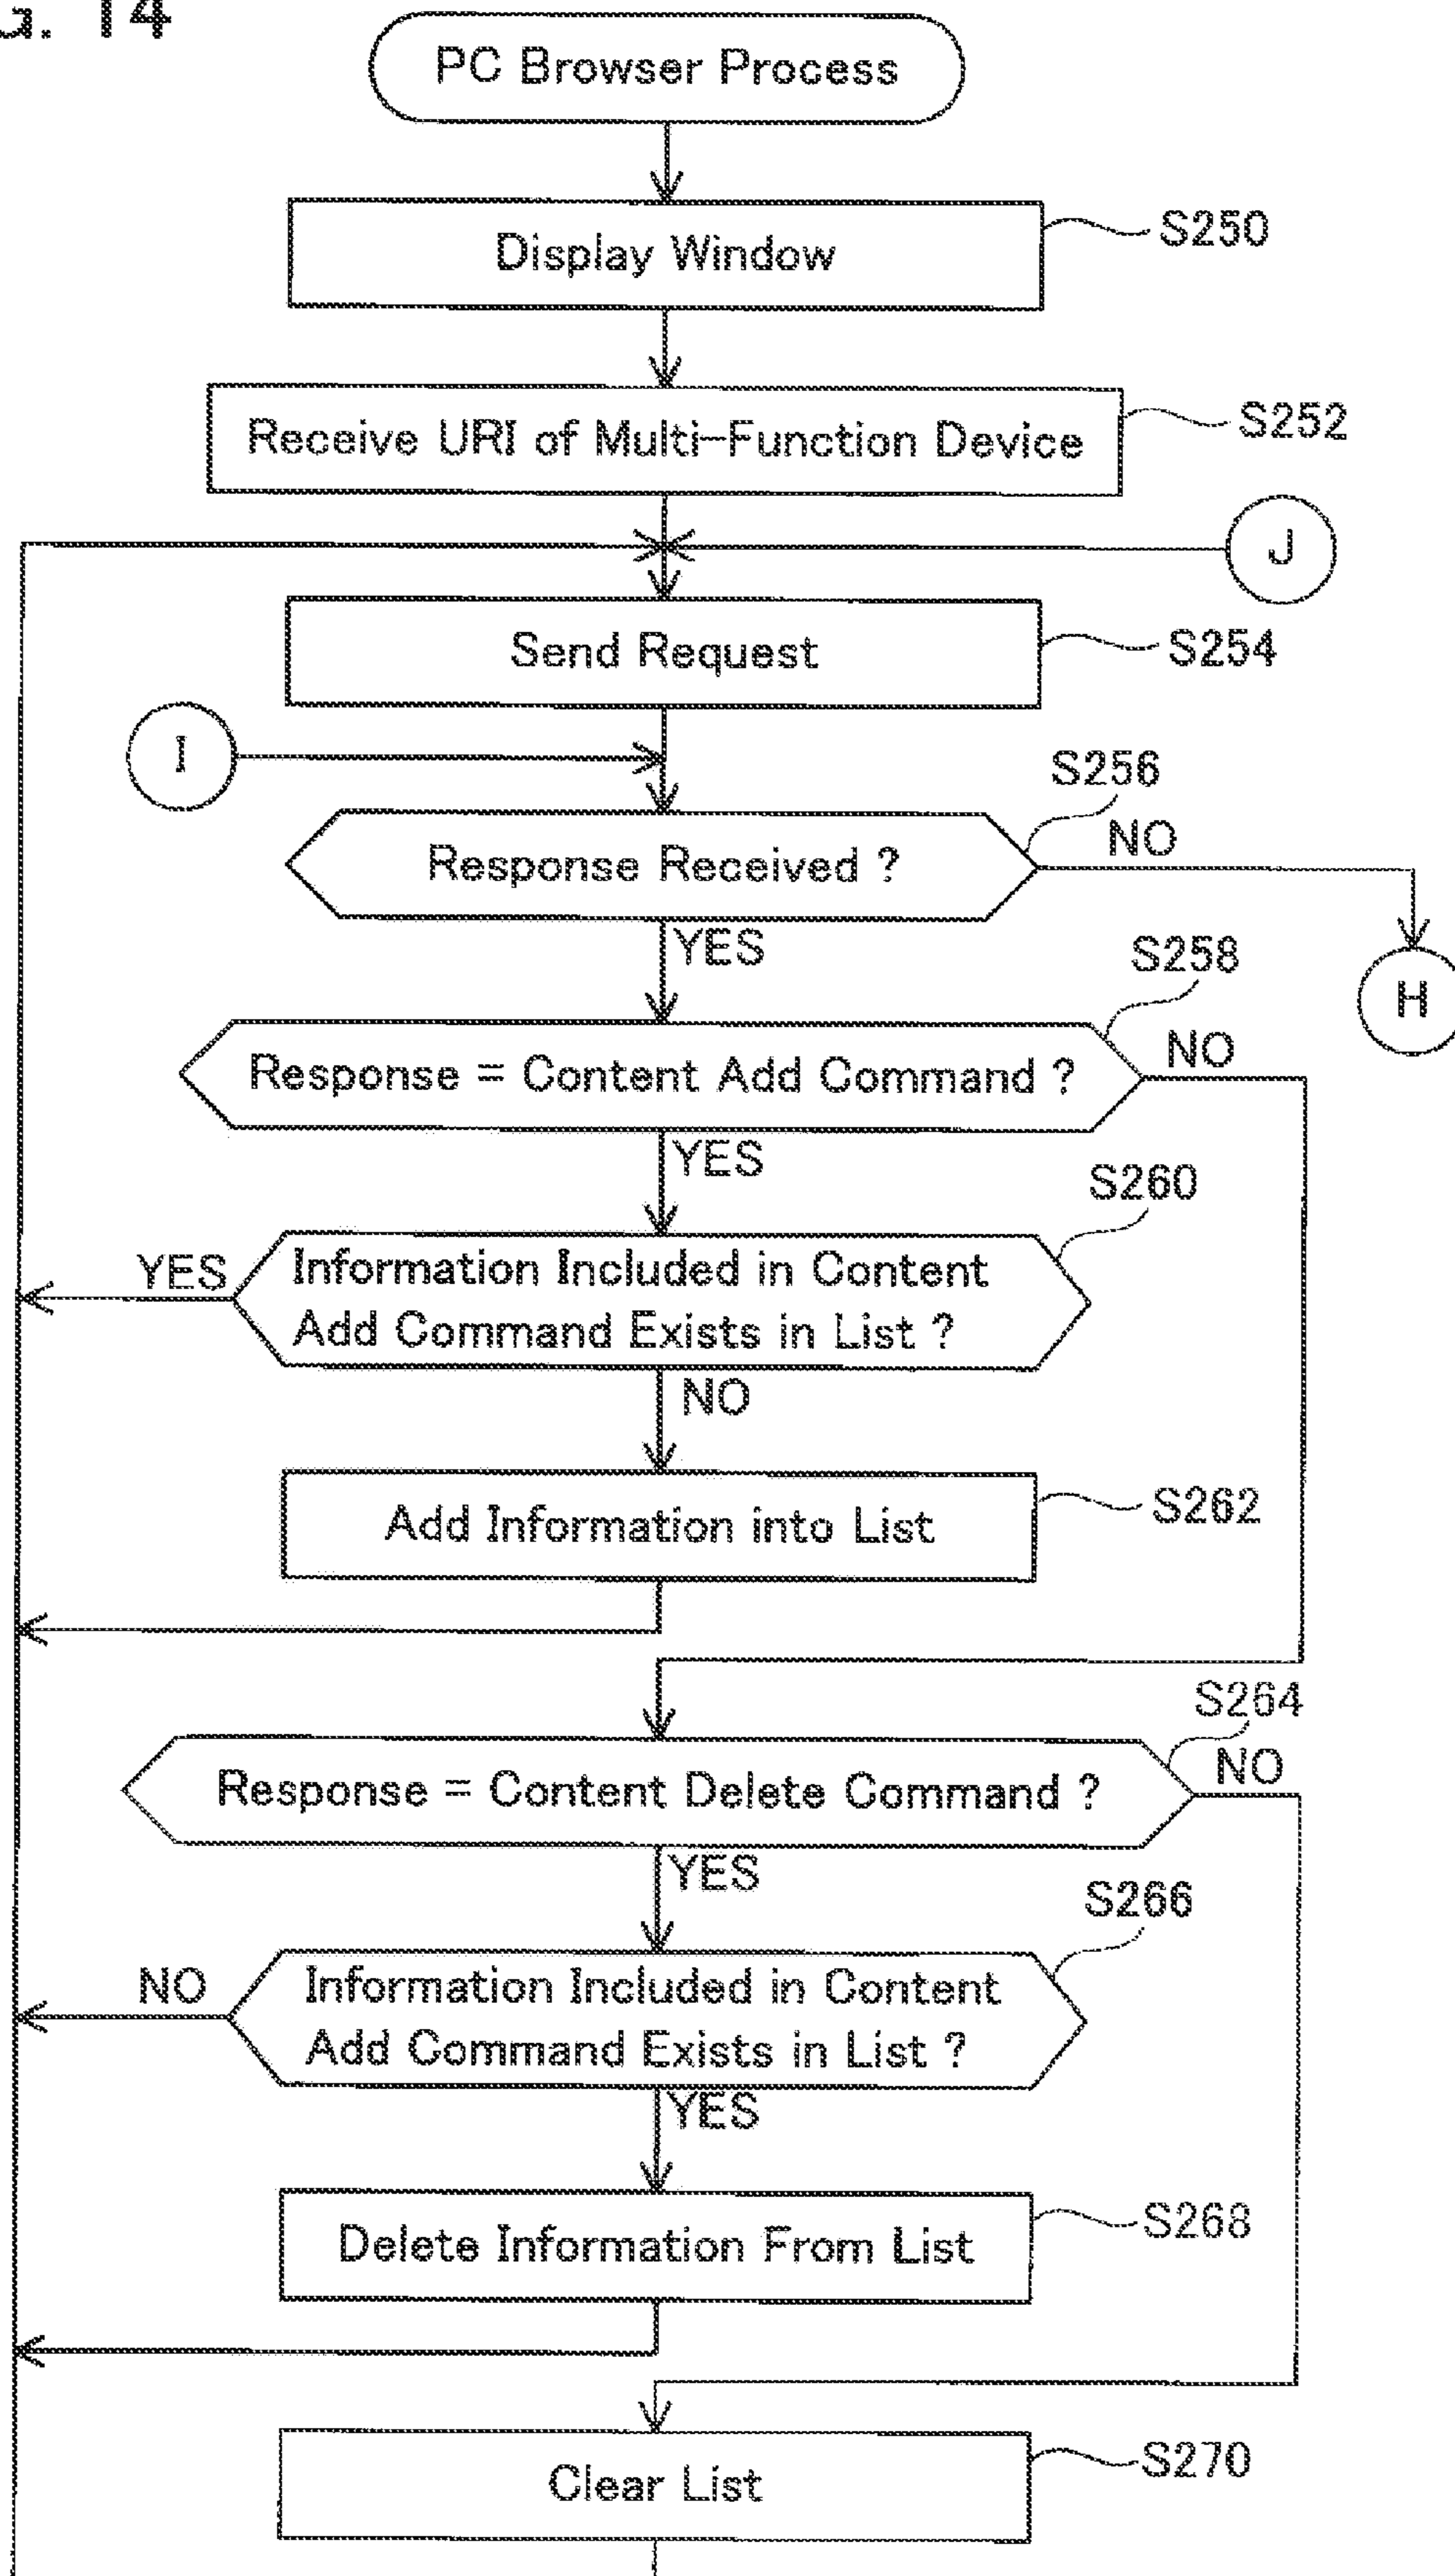 G. 14
PC Browser Process
Display Window
S250
Receive URI of Multi-Function Device
S252
J
Send Request
S254
I
S256
Response Received ?
NO
YES
H
S258
Response = Content Add Command ?
NO
YES
S260
YES
Information Included in Content
Add Command Exists in List ?
NO
Add Information into List
S262
S264
Response = Content Delete Command ?
NO
YES
S266
NO
Information Included in Content
Add Command Exists in List ?
YES
Delete Information From List
S268
Clear List
S270